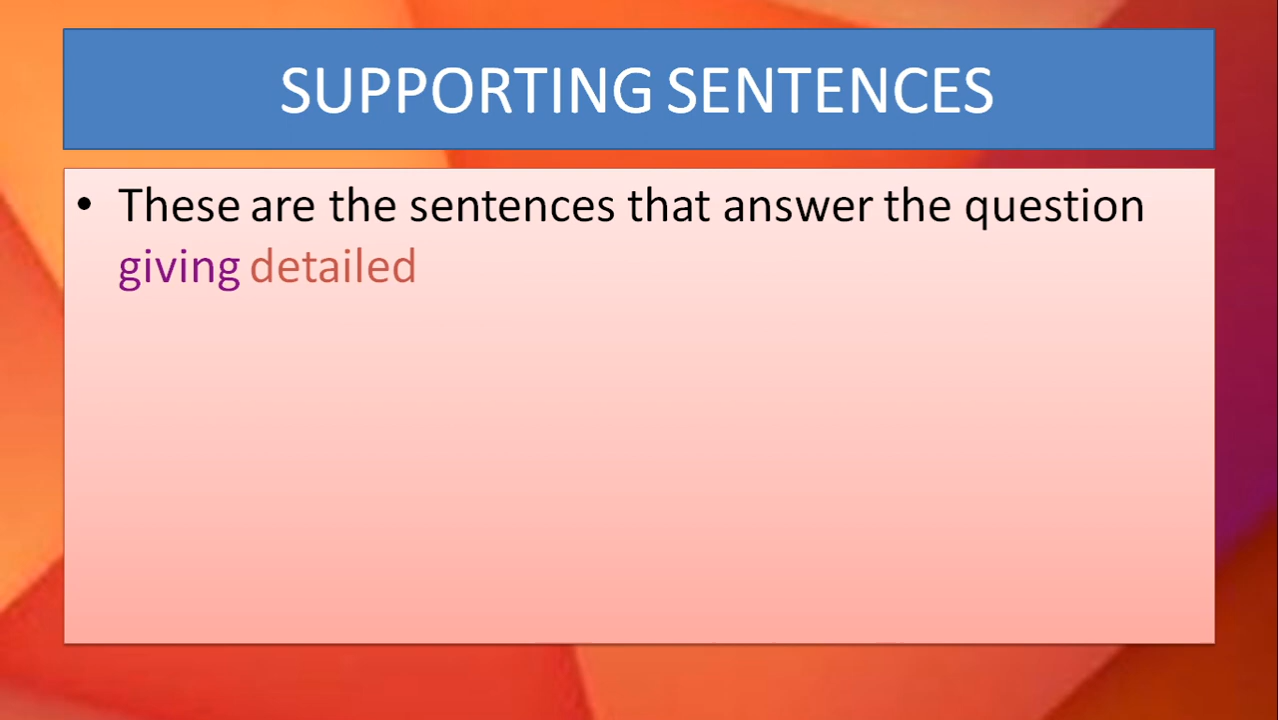 SUPPORTING SENTENCES
• These are the sentences that answer the question
giving detailed